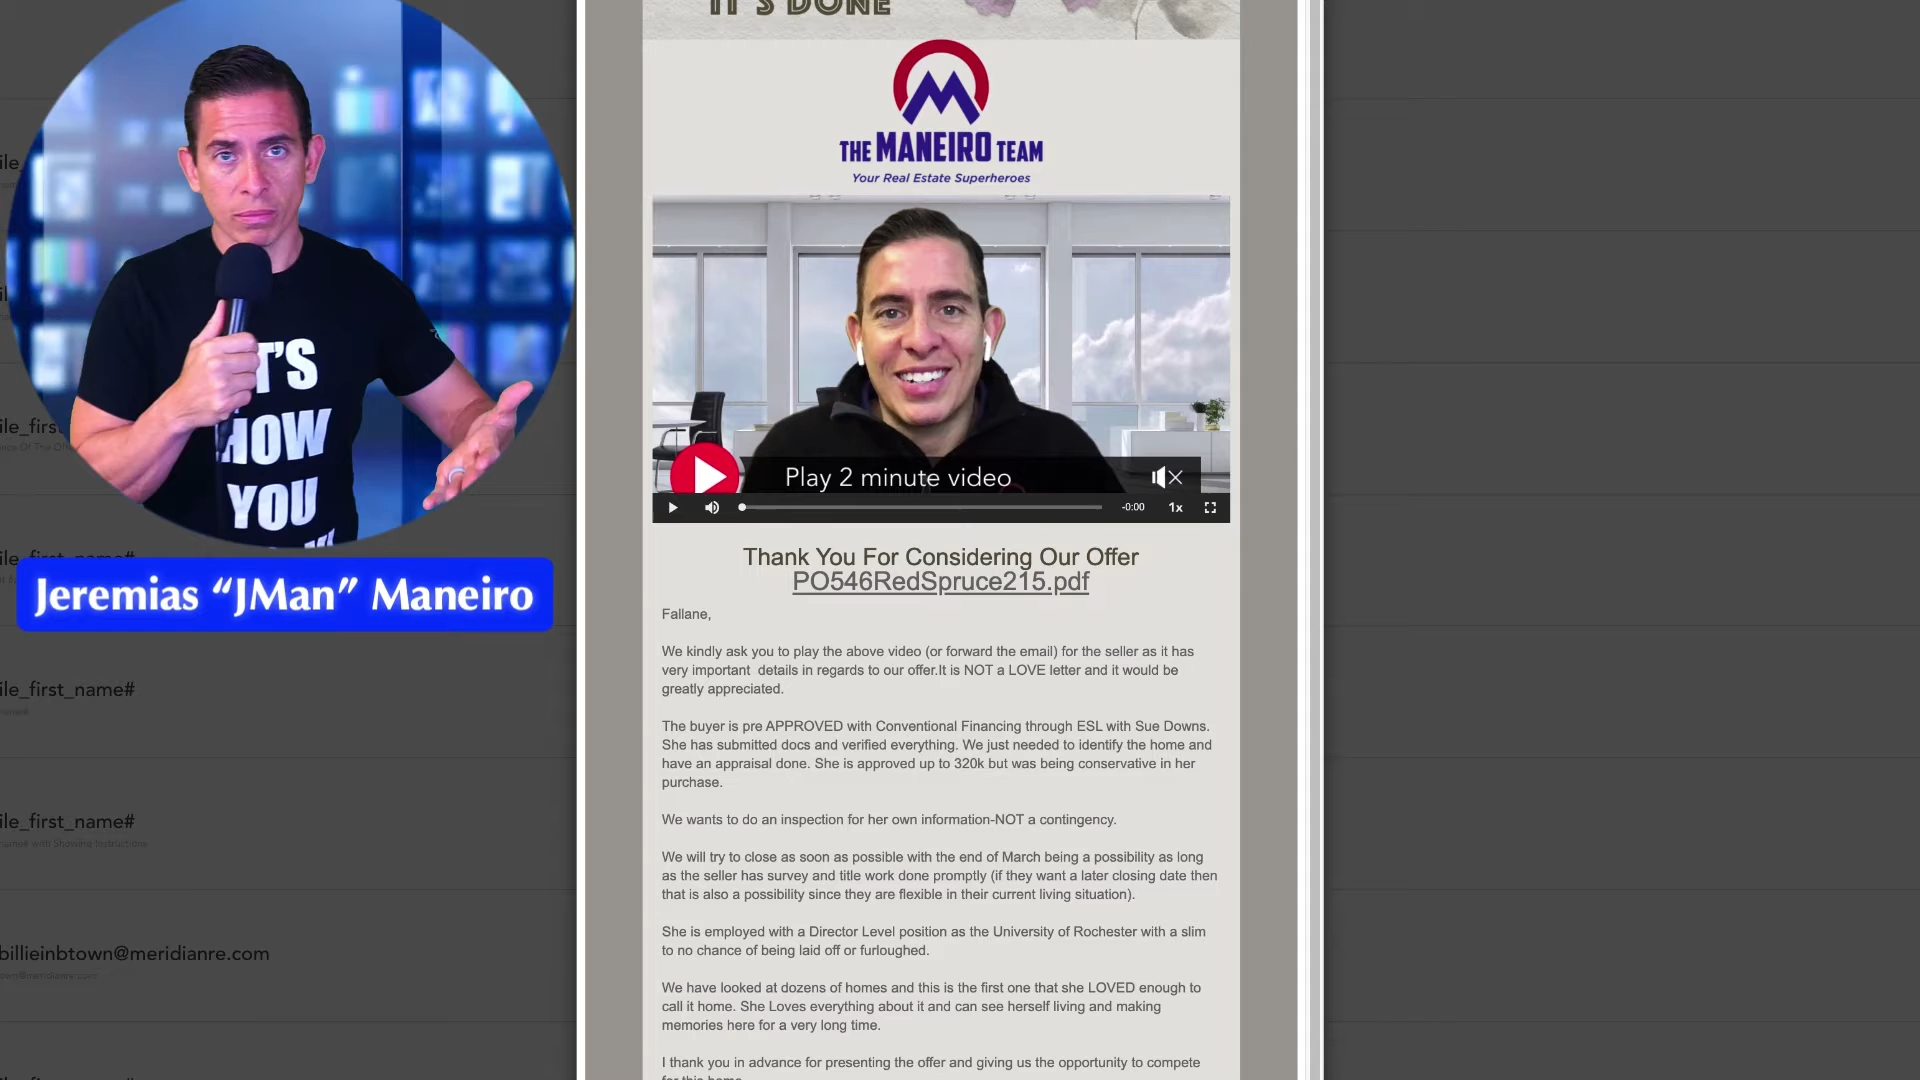 IT'S DONE
THE MANEIRO TEAM
Your Real Estate Superheroes
T'S
HOW
YOU
Jeremias “JMan” Maneiro
Play 2 minute video
-0:00
1x
Thank You For Considering Our Offer
PO546RedSpruce215.pdf
Fallane,
We kindly ask you to play the above video (or forward the email) for the seller as it has
very important details in regards to our offer.It is NOT a LOVE letter and it would be
greatly appreciated.
The buyer is pre APPROVED with Conventional Financing through ESL with Sue Downs.
She has submitted docs and verified everything. We just needed to identify the home and
have an appraisal done. She is approved up to 320k but was being conservative in her
purchase.
We wants to do an inspection for her own information-NOT a contingency.
We will try to close as soon as possible with the end of March being a possibility as long
as the seller has survey and title work done promptly (if they want a later closing date then
that is also a possibility since they are flexible in their current living situation).
She is employed with a Director Level position as the University of Rochester with a slim
to no chance of being laid off or furloughed.
We have looked at dozens of homes and this is the first one that she LOVED enough to
call it home. She Loves everything about it and can see herself living and making
memories here for a very long time.
I thank you in advance for presenting the offer and giving us the opportunity to compete
for this home
ile_
ile_first
ile_first_name#
ile_first_name#
ile_first_name#
name# with Showing Instructions
billieinbtown@meridianre.com